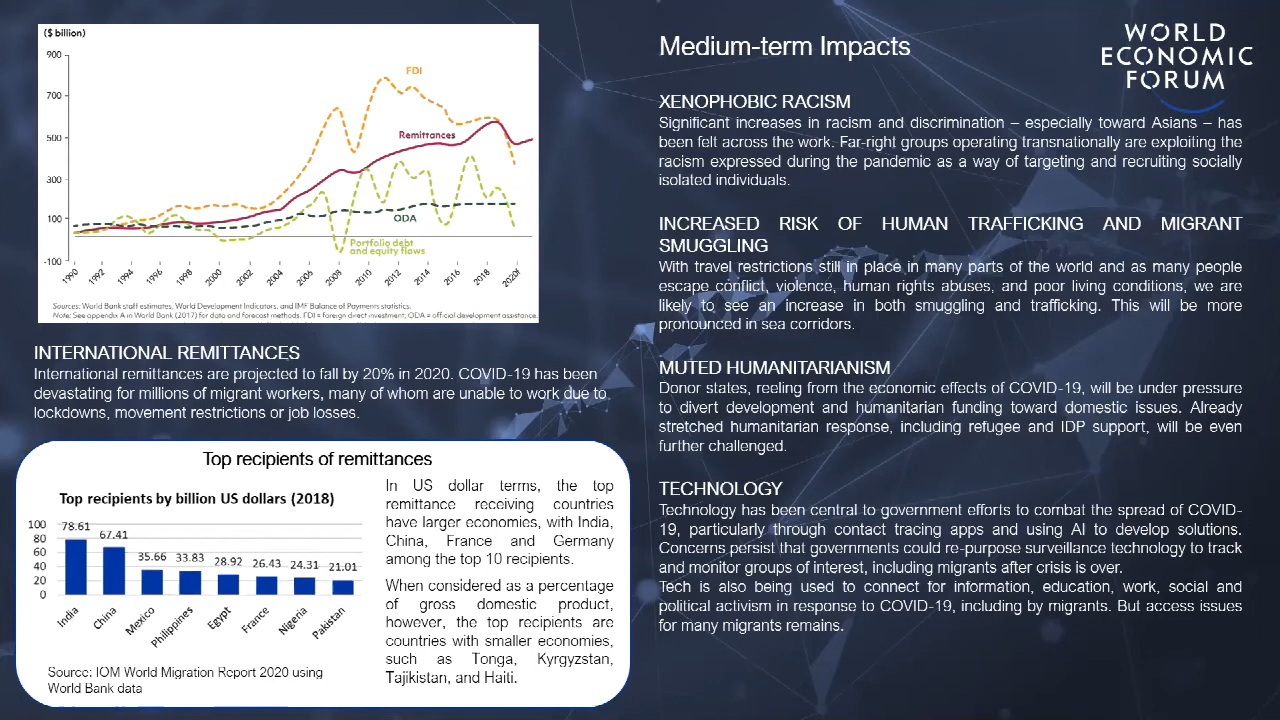 ($ billion)
900
700
500
300
100
-100
FDI
Remittances
ODA
Portfolio debt
and equity flows
1990
1992
1994
1996
1998
2000
2002
2004
2006
2008
2010
2012
2014
2016
2018
2020f
Sources: World Bank staff estimates, World Development Indicators, and IMF Balance of Payments statistics.
Note: See appendix A in World Bank (2017) for data and forecast methods. FDI = foreign direct investment; ODA = official development assistance.
INTERNATIONAL REMITTANCES
International remittances are projected to fall by 20% in 2020. COVID-19 has been
devastating for millions of migrant workers, many of whom are unable to work due to
lockdowns, movement restrictions or job losses.
Top recipients of remittances
Top recipients by billion US dollars (2018)
100
80
60
40
20
0
78.61
67.41
35.66
33.83
28.92
26.43
24.31
21.01
India
China
Mexico
Philippines
Egypt
France
Nigeria
Pakistan
Source: IOM World Migration Report 2020 using
World Bank data
In US dollar terms, the top
remittance receiving countries
have larger economies, with India,
China, France and Germany
among the top 10 recipients.
When considered as a percentage
of gross domestic product,
however, the top recipients are
countries with smaller economies,
such as Tonga, Kyrgyzstan,
Tajikistan, and Haiti.
Medium-term Impacts
WORLD
ECONOMIC
FORUM
XENOPHOBIC RACISM
Significant increases in racism and discrimination – especially toward Asians – has
been felt across the work. Far-right groups operating transnationally are exploiting the
racism expressed during the pandemic as a way of targeting and recruiting socially
isolated individuals.
INCREASED RISK OF HUMAN TRAFFICKING AND MIGRANT
SMUGGLING
With travel restrictions still in place in many parts of the world and as many people
escape conflict, violence, human rights abuses, and poor living conditions, we are
likely to see an increase in both smuggling and trafficking. This will be more
pronounced in sea corridors.
MUTED HUMANITARIANISM
Donor states, reeling from the economic effects of COVID-19, will be under pressure
to divert development and humanitarian funding toward domestic issues. Already
stretched humanitarian response, including refugee and IDP support, will be even
further challenged.
TECHNOLOGY
Technology has been central to government efforts to combat the spread of COVID-
19, particularly through contact tracing apps and using AI to develop solutions.
Concerns persist that governments could re-purpose surveillance technology to track
and monitor groups of interest, including migrants after crisis is over.
Tech is also being used to connect for information, education, work, social and
political activism in response to COVID-19, including by migrants. But access issues
for many migrants remains.